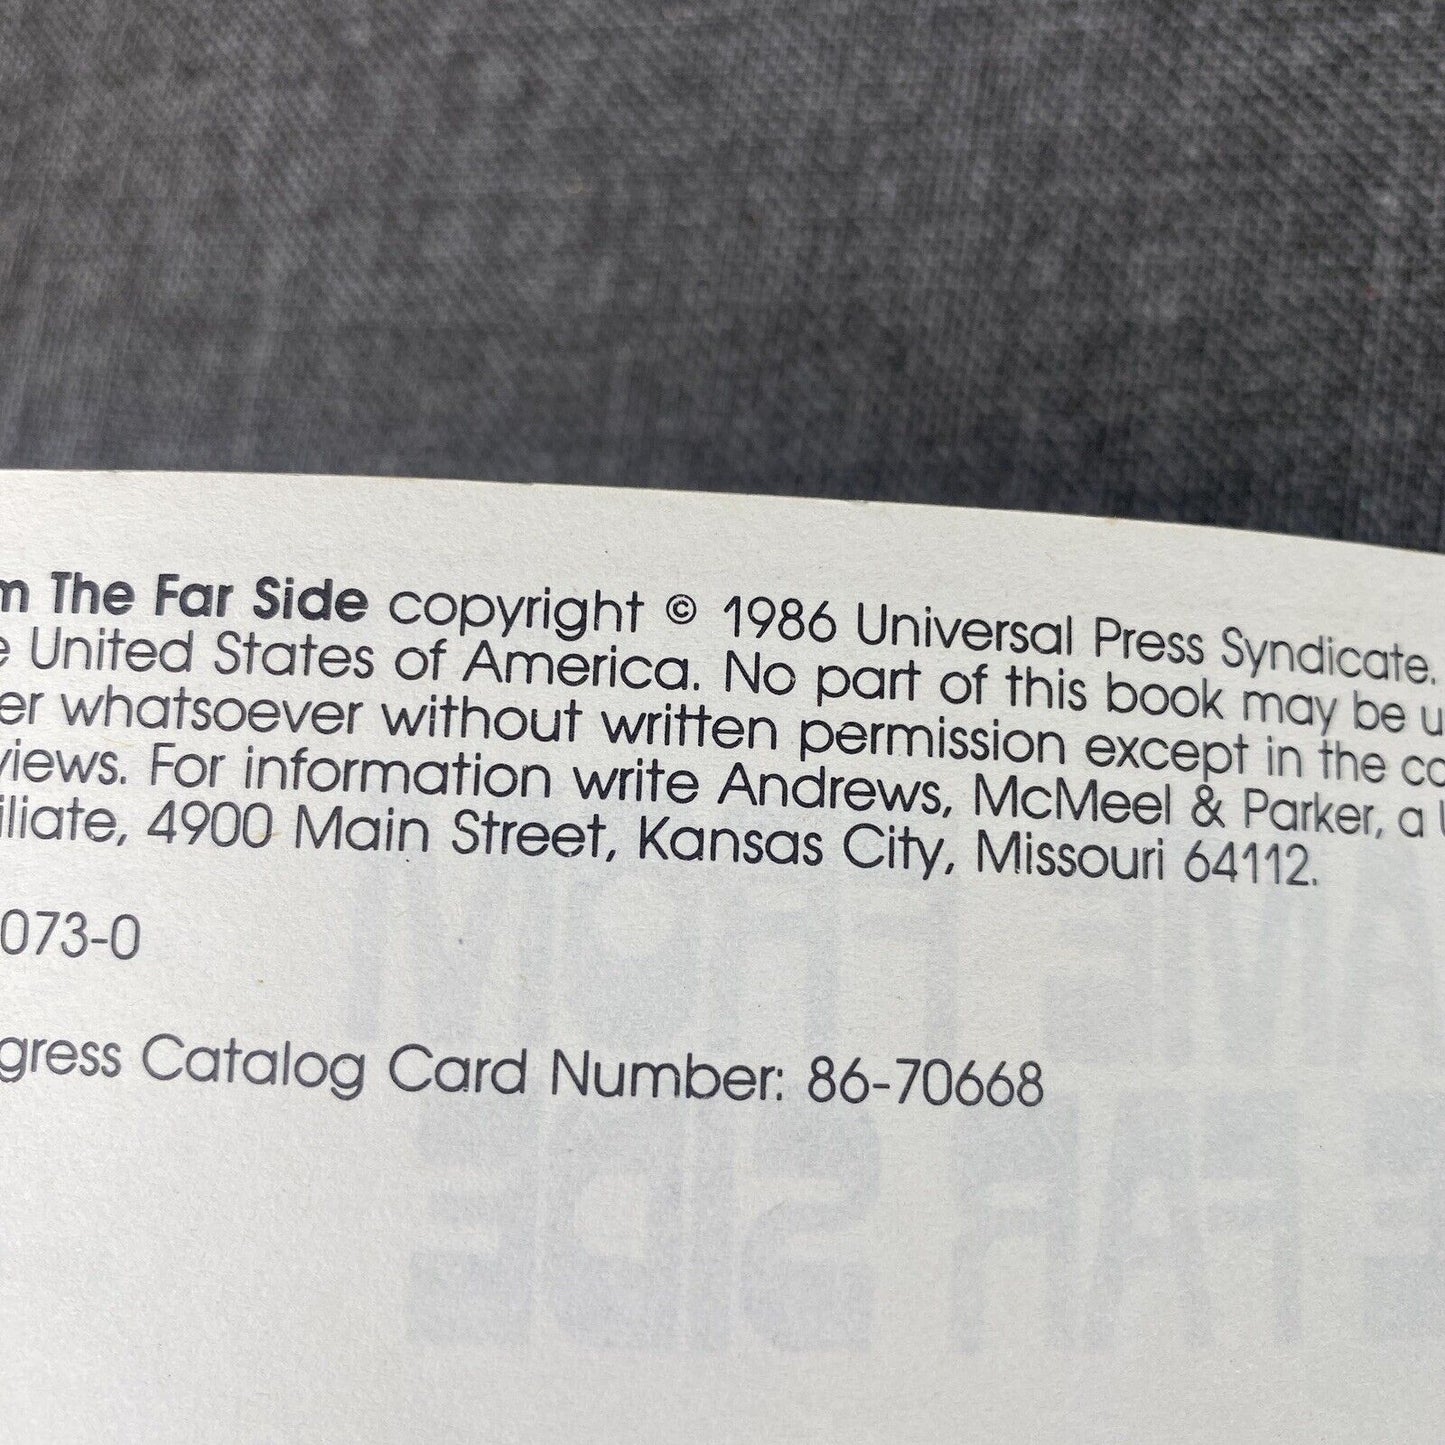 m The Far Side copyright © 1986 Universal Press Syndicate.
e United States of America. No part of this book may be u
er whatsoever without written permission except in the ca
views. For information write Andrews, McMeel & Parker, a U
iliate, 4900 Main Street, Kansas City, Missouri 64112.
073-0
gress Catalog Card Number: 86-70668